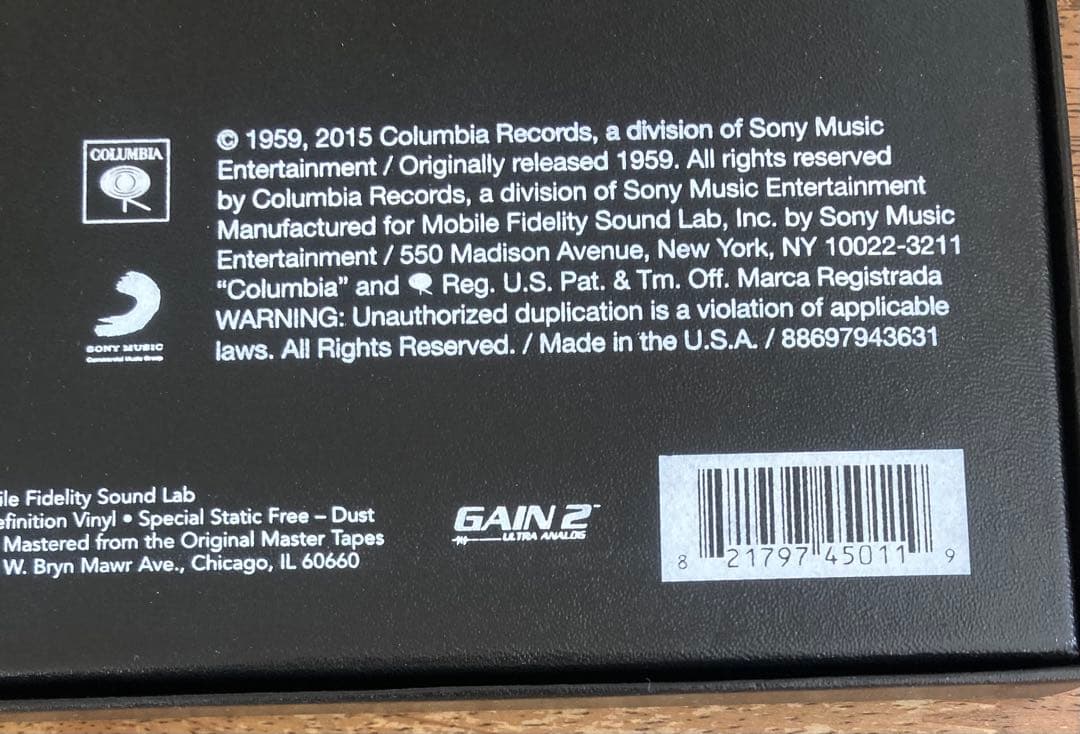 COLUMBIA
© 1959, 2015 Columbia Records, a division of Sony Music
Entertainment / Originally released 1959. All rights reserved
by Columbia Records, a division of Sony Music Entertainment
Manufactured for Mobile Fidelity Sound Lab, Inc. by Sony Music
Entertainment / 550 Madison Avenue, New York, NY 10022-3211
“Columbia” and Reg. U.S. Pat. & Tm. Off. Marca Registrada
WARNING: Unauthorized duplication is a violation of applicable
laws. All Rights Reserved. / Made in the U.S.A. / 88697943631
SONY MUSIC
Commercial Music Group
ile Fidelity Sound Lab
efinition Vinyl • Special Static Free – Dust
Mastered from the Original Master Tapes
W. Bryn Mawr Ave., Chicago, IL 60660
GAIN 2™
ULTRA ANALOG
8 21797 45011 9